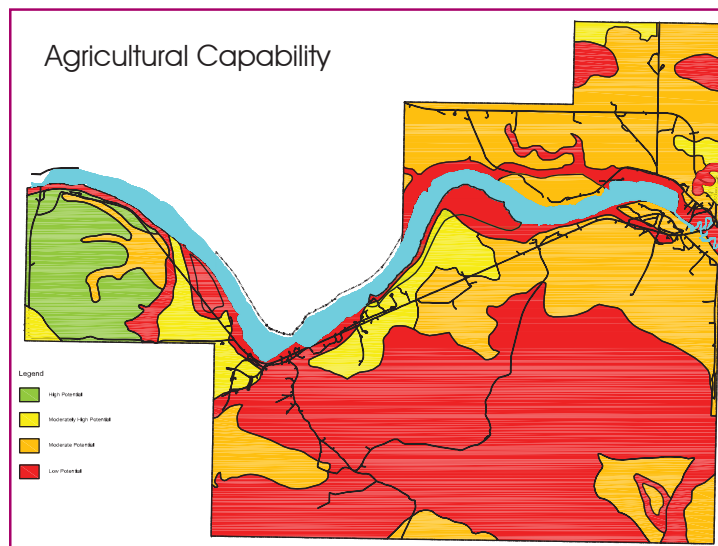 Agricultural Capability
Legend
High Potential
Moderately High Potential
Moderate Potential
Low Potential